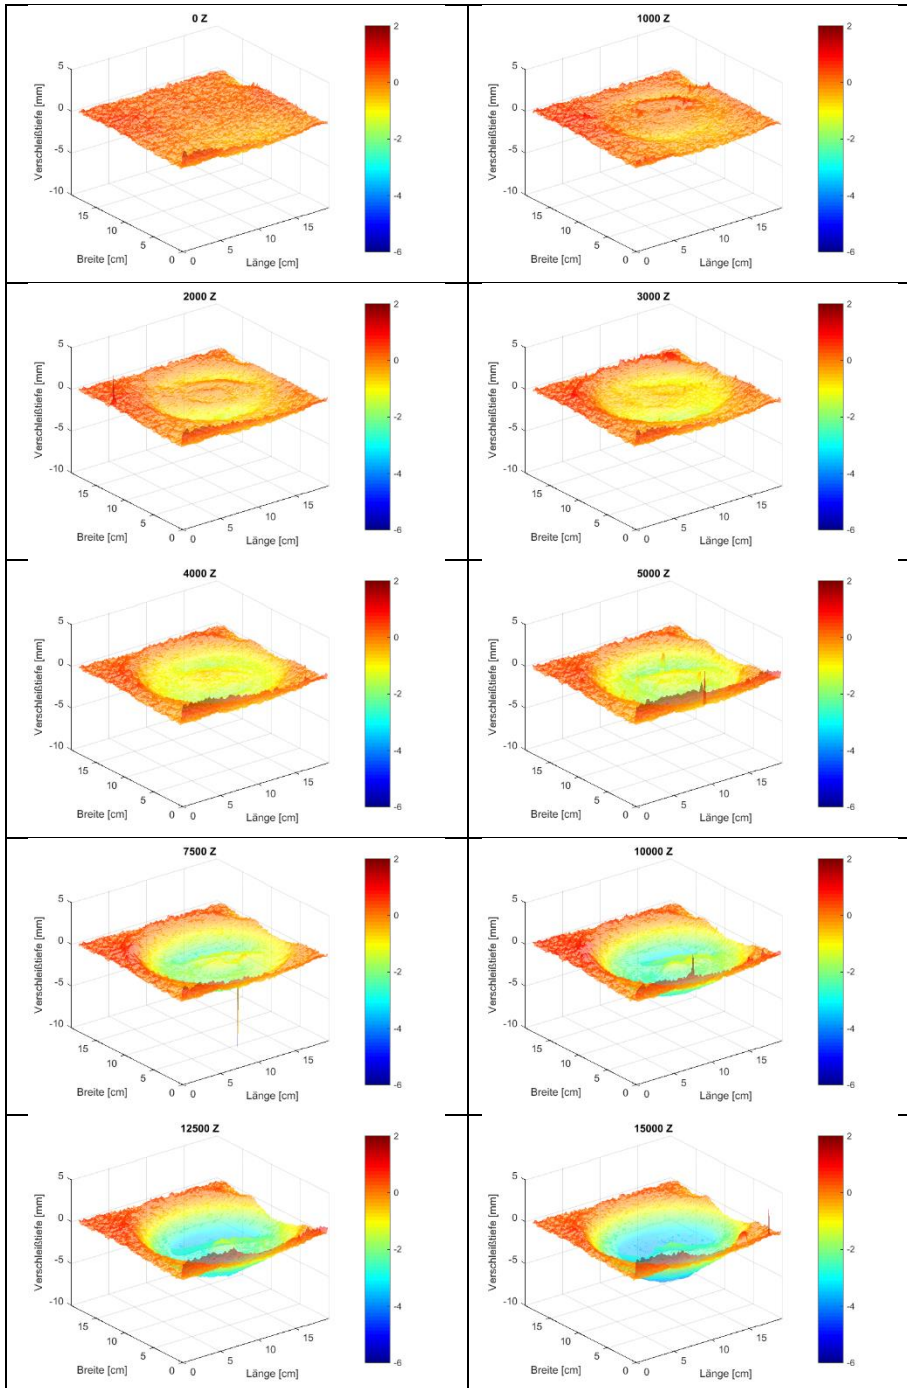 0 Z
Verschleißtiefe [mm]
5
0
-5
-10
15 10 5 0
Breite [cm]
0 5 10 15
Länge [cm]
2
0
-2
-4
-6
1000 Z
Verschleißtiefe [mm]
5
0
-5
-10
15 10 5 0
Breite [cm]
0 5 10 15
Länge [cm]
2
0
-2
-4
-6
2000 Z
Verschleißtiefe [mm]
5
0
-5
-10
15 10 5 0
Breite [cm]
0 5 10 15
Länge [cm]
2
0
-2
-4
-6
3000 Z
Verschleißtiefe [mm]
5
0
-5
-10
15 10 5 0
Breite [cm]
0 5 10 15
Länge [cm]
2
0
-2
-4
-6
4000 Z
Verschleißtiefe [mm]
5
0
-5
-10
15 10 5 0
Breite [cm]
0 5 10 15
Länge [cm]
2
0
-2
-4
-6
5000 Z
Verschleißtiefe [mm]
5
0
-5
-10
15 10 5 0
Breite [cm]
0 5 10 15
Länge [cm]
2
0
-2
-4
-6
7500 Z
Verschleißtiefe [mm]
5
0
-5
-10
15 10 5 0
Breite [cm]
0 5 10 15
Länge [cm]
2
0
-2
-4
-6
10000 Z
Verschleißtiefe [mm]
5
0
-5
-10
15 10 5 0
Breite [cm]
0 5 10 15
Länge [cm]
2
0
-2
-4
-6
12500 Z
Verschleißtiefe [mm]
5
0
-5
-10
15 10 5 0
Breite [cm]
0 5 10 15
Länge [cm]
2
0
-2
-4
-6
15000 Z
Verschleißtiefe [mm]
5
0
-5
-10
15 10 5 0
Breite [cm]
0 5 10 15
Länge [cm]
2
0
-2
-4
-6